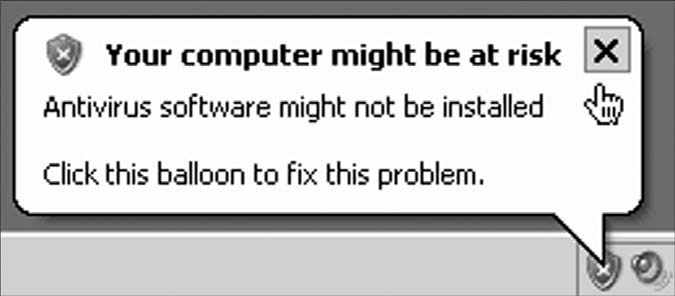 Your computer might be at risk
Antivirus software might not be installed
Click this balloon to fix this problem.